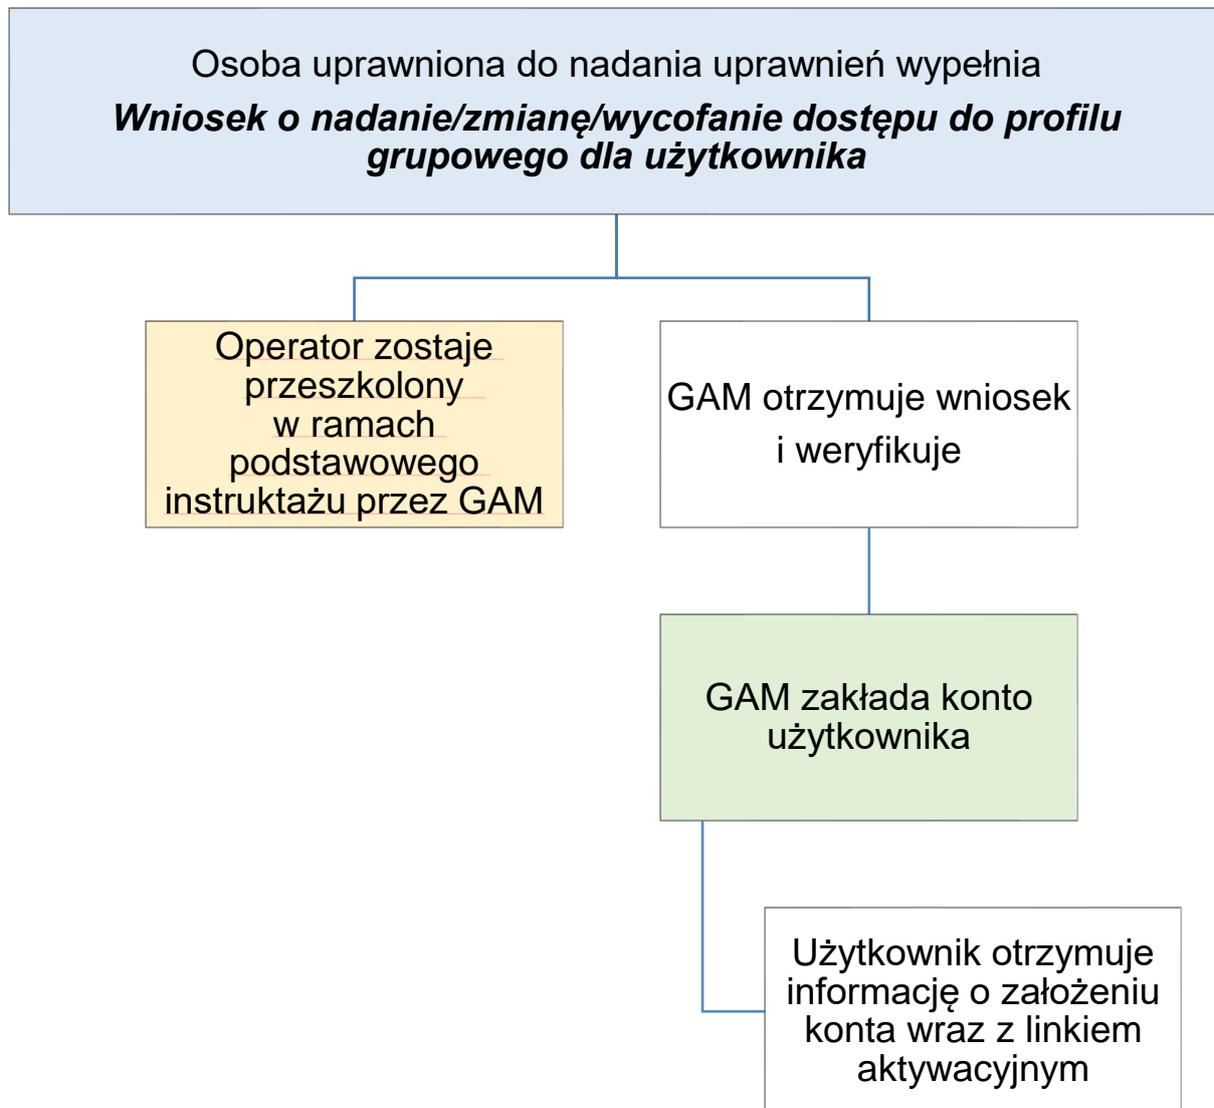 Osoba uprawniona do nadania uprawnień wypełnia
Wniosek o nadanie/zmianę/wycofanie dostępu do profilu
grupowego dla użytkownika
Operator zostaje
przeszkolony
w ramach
podstawowego
instruktażu przez GAM
GAM otrzymuje wniosek
i weryfikuje
GAM zakłada konto
użytkownika
Użytkownik otrzymuje
informację o założeniu
konta wraz z linkiem
aktywacyjnym